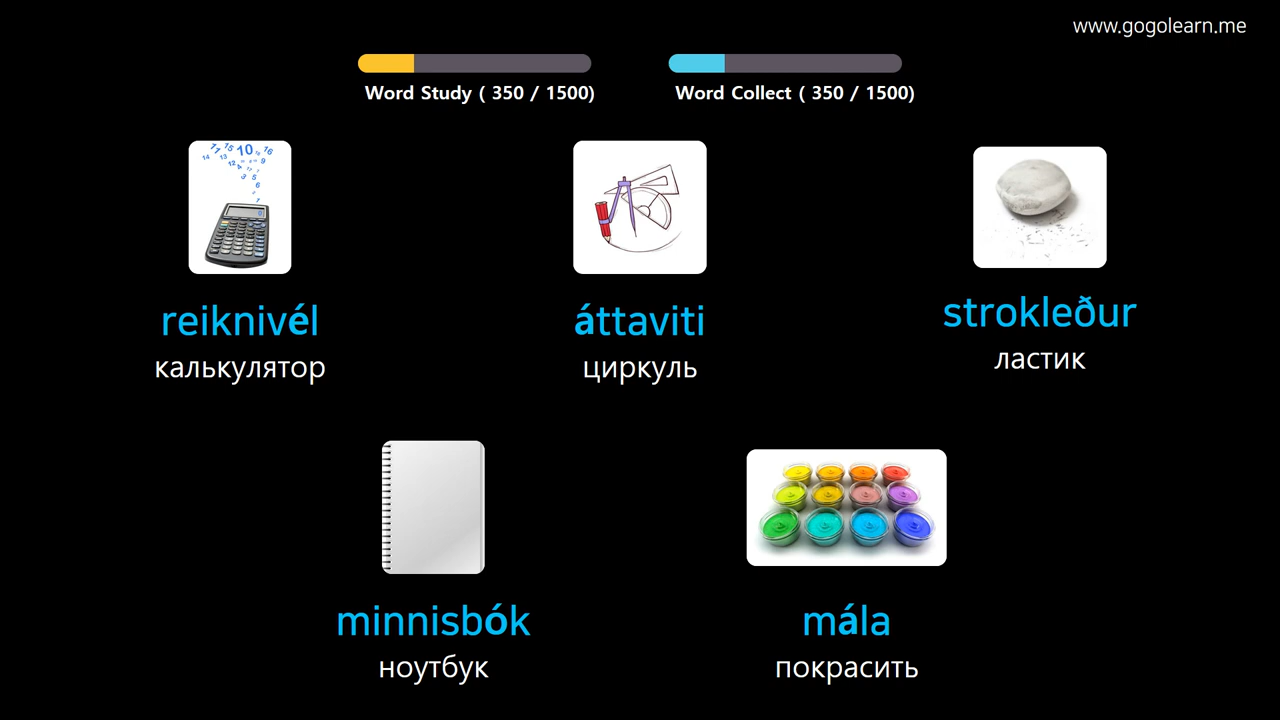 www.gogolearn.me
Word Study ( 350 / 1500)
Word Collect ( 350 / 1500)
reiknivél
калькулятор
áttaviti
циркуль
strokleður
ластик
minnisbók
ноутбук
mála
покрасить